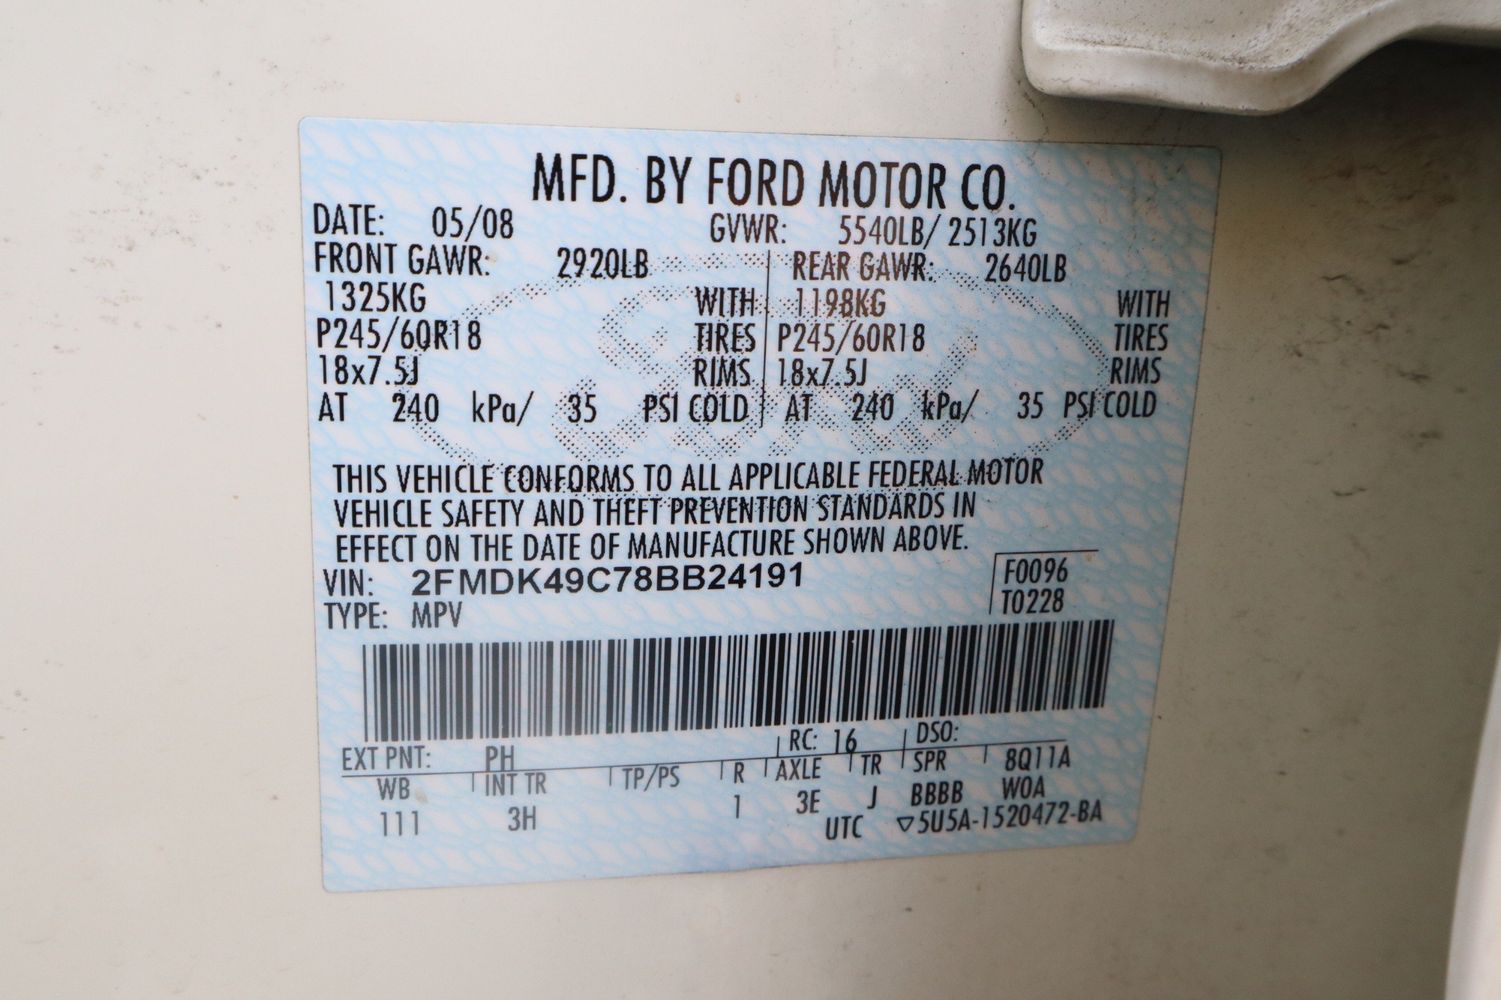 MFD. BY FORD MOTOR CO.
DATE: 05/08 GVWR: 5540LB/ 2513KG
FRONT GAWR: 2920LB REAR GAWR: 2640LB
1325KG WITH 1198KG WITH
P245/60R18 TIRES P245/60R18 TIRES
18x7.5J RIMS 18x7.5J RIMS
AT 240 kPa/ 35 PSI COLD AT 240 kPa/ 35 PSI COLD
THIS VEHICLE CONFORMS TO ALL APPLICABLE FEDERAL MOTOR
VEHICLE SAFETY AND THEFT PREVENTION STANDARDS IN
EFFECT ON THE DATE OF MANUFACTURE SHOWN ABOVE.
VIN: 2FMDK49C78BB24191 F0096
TYPE: MPV T0228
EXT PNT: PH RC: 16 DSO:
WB INT TR TP/PS R AXLE TR SPR 8Q11A
111 3H 1 3E J BBBB WOA
UTC ▽5U5A-1520472-BA